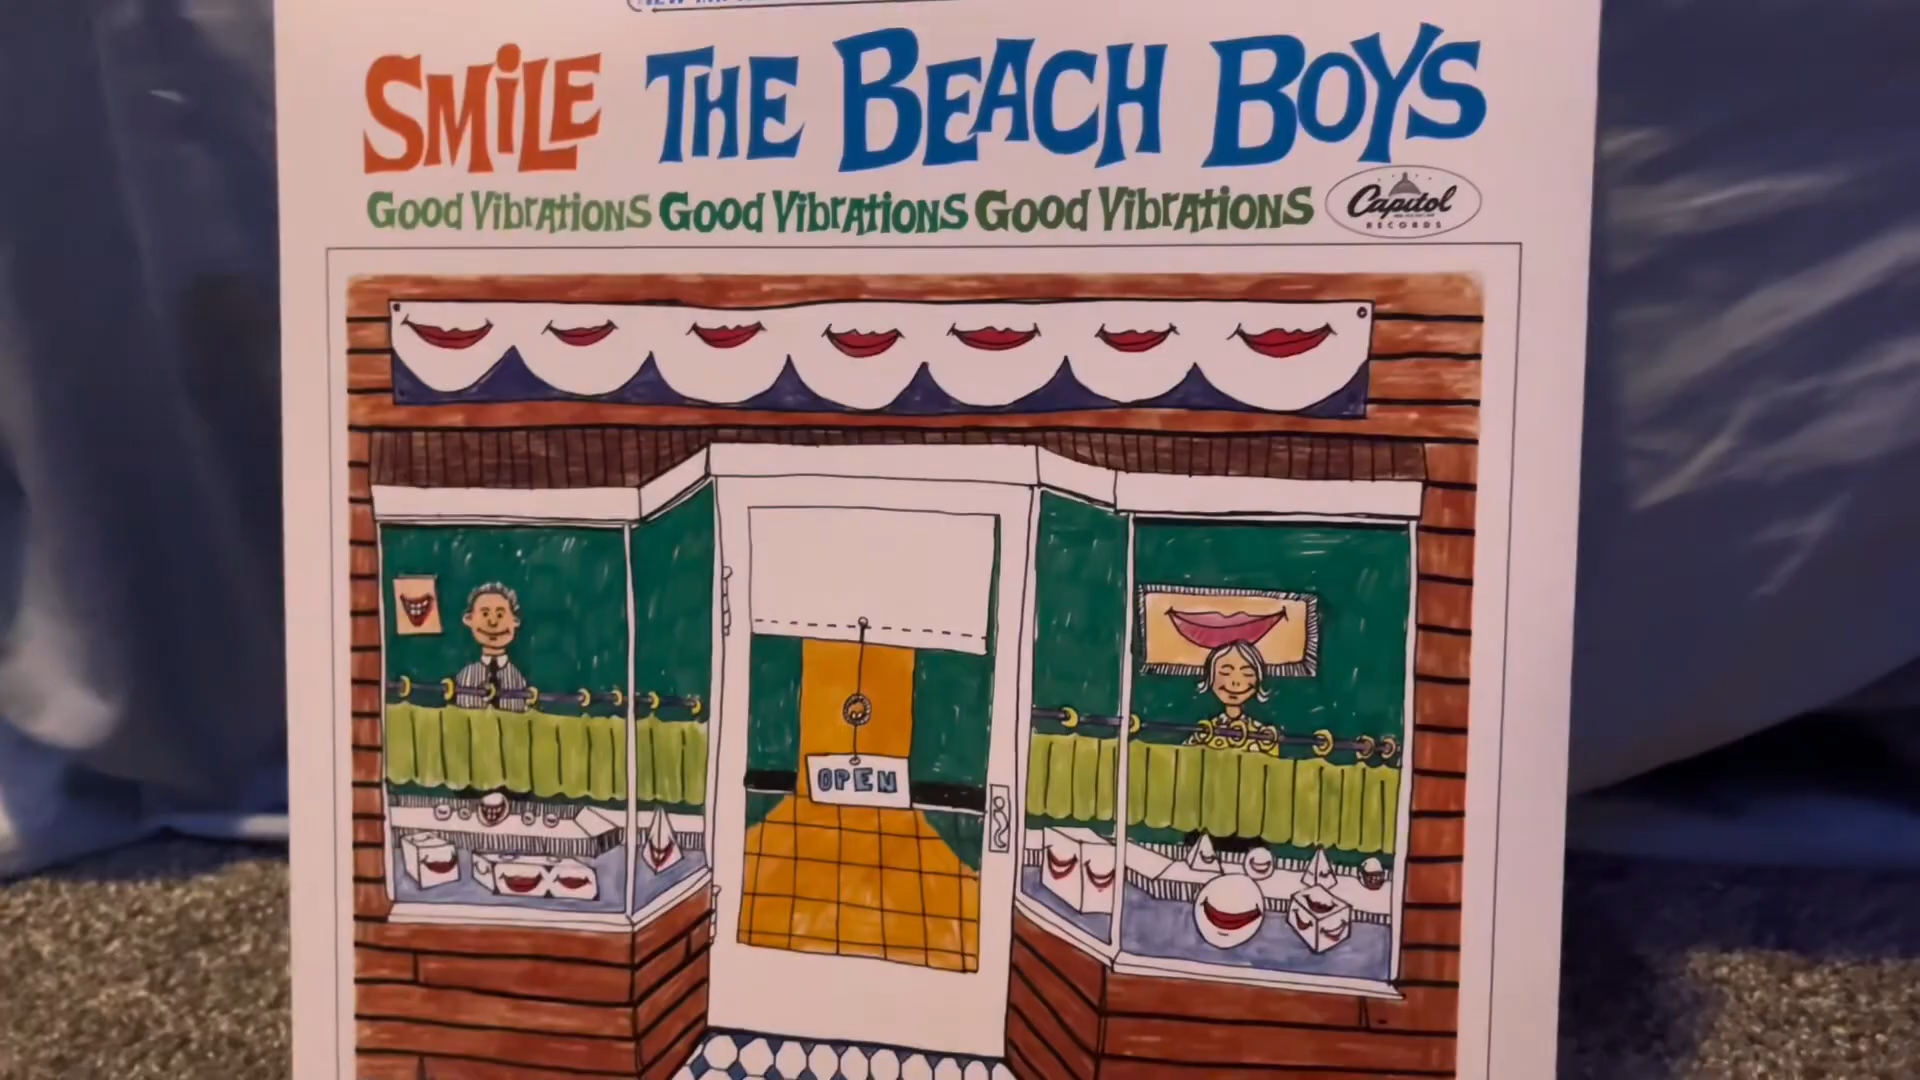 SMiLE THE BEACH BOYS
Good Vibrations Good Vibrations Good Vibrations
Capitol
RECORDS
OPEN